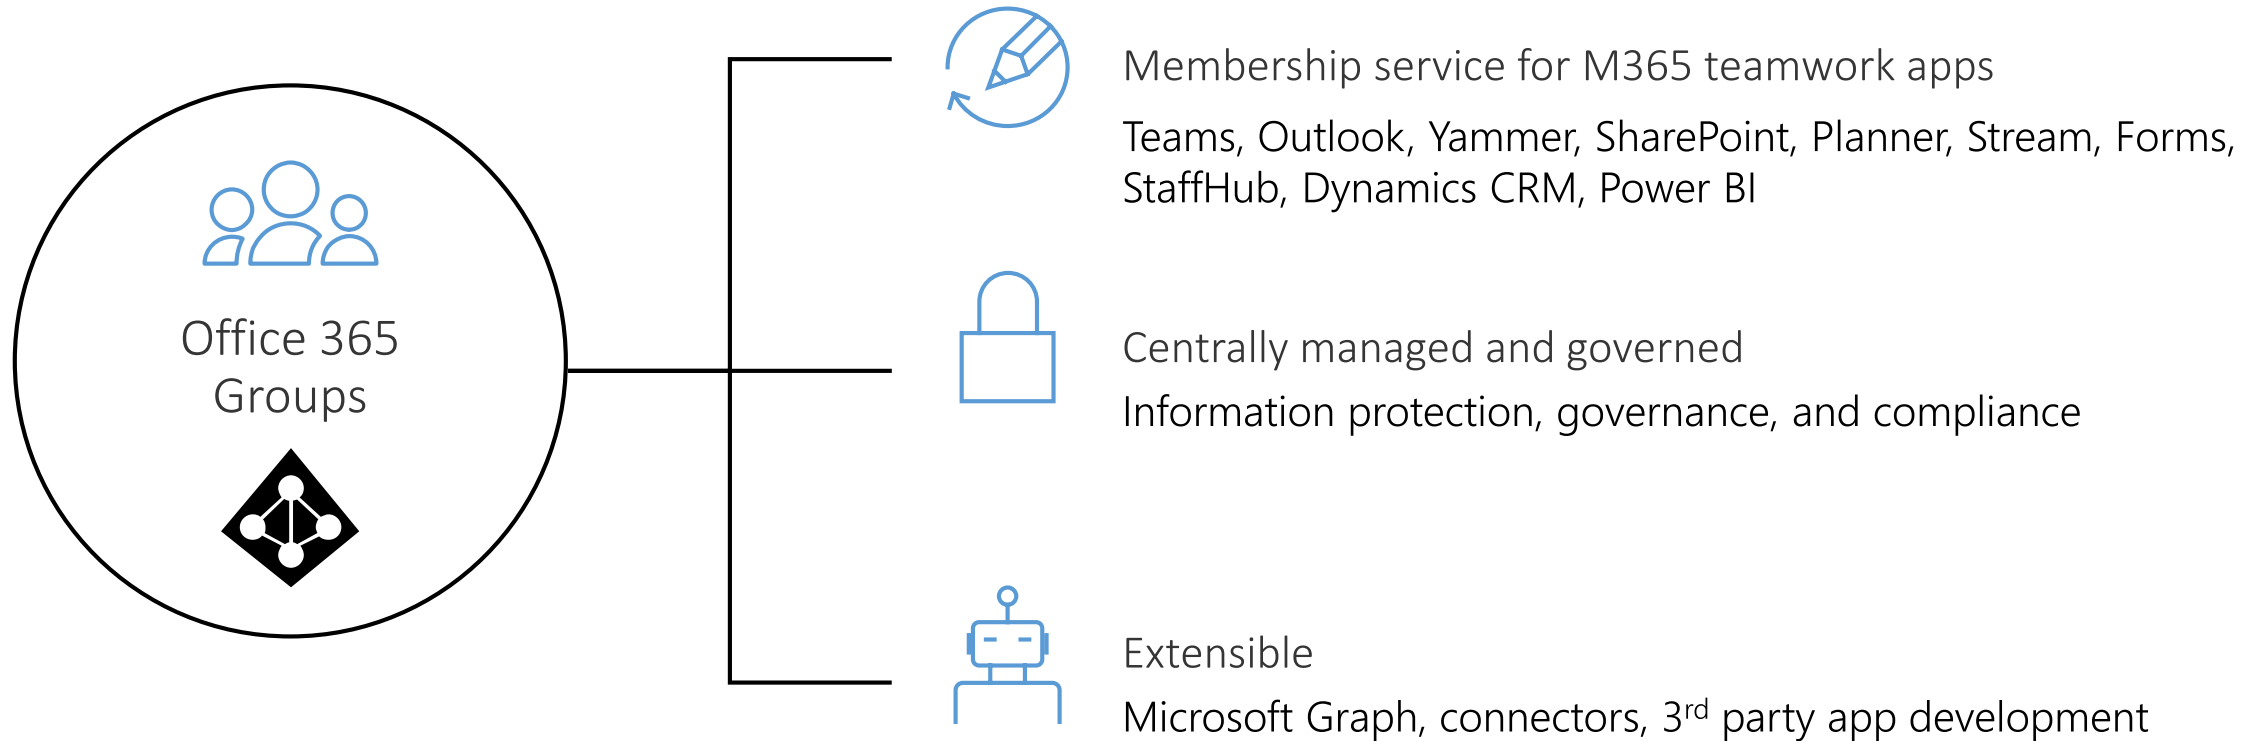 Office 365
Groups
Membership service for M365 teamwork apps
Teams, Outlook, Yammer, SharePoint, Planner, Stream, Forms,
StaffHub, Dynamics CRM, Power BI
Centrally managed and governed
Information protection, governance, and compliance
Extensible
Microsoft Graph, connectors, 3rd party app development